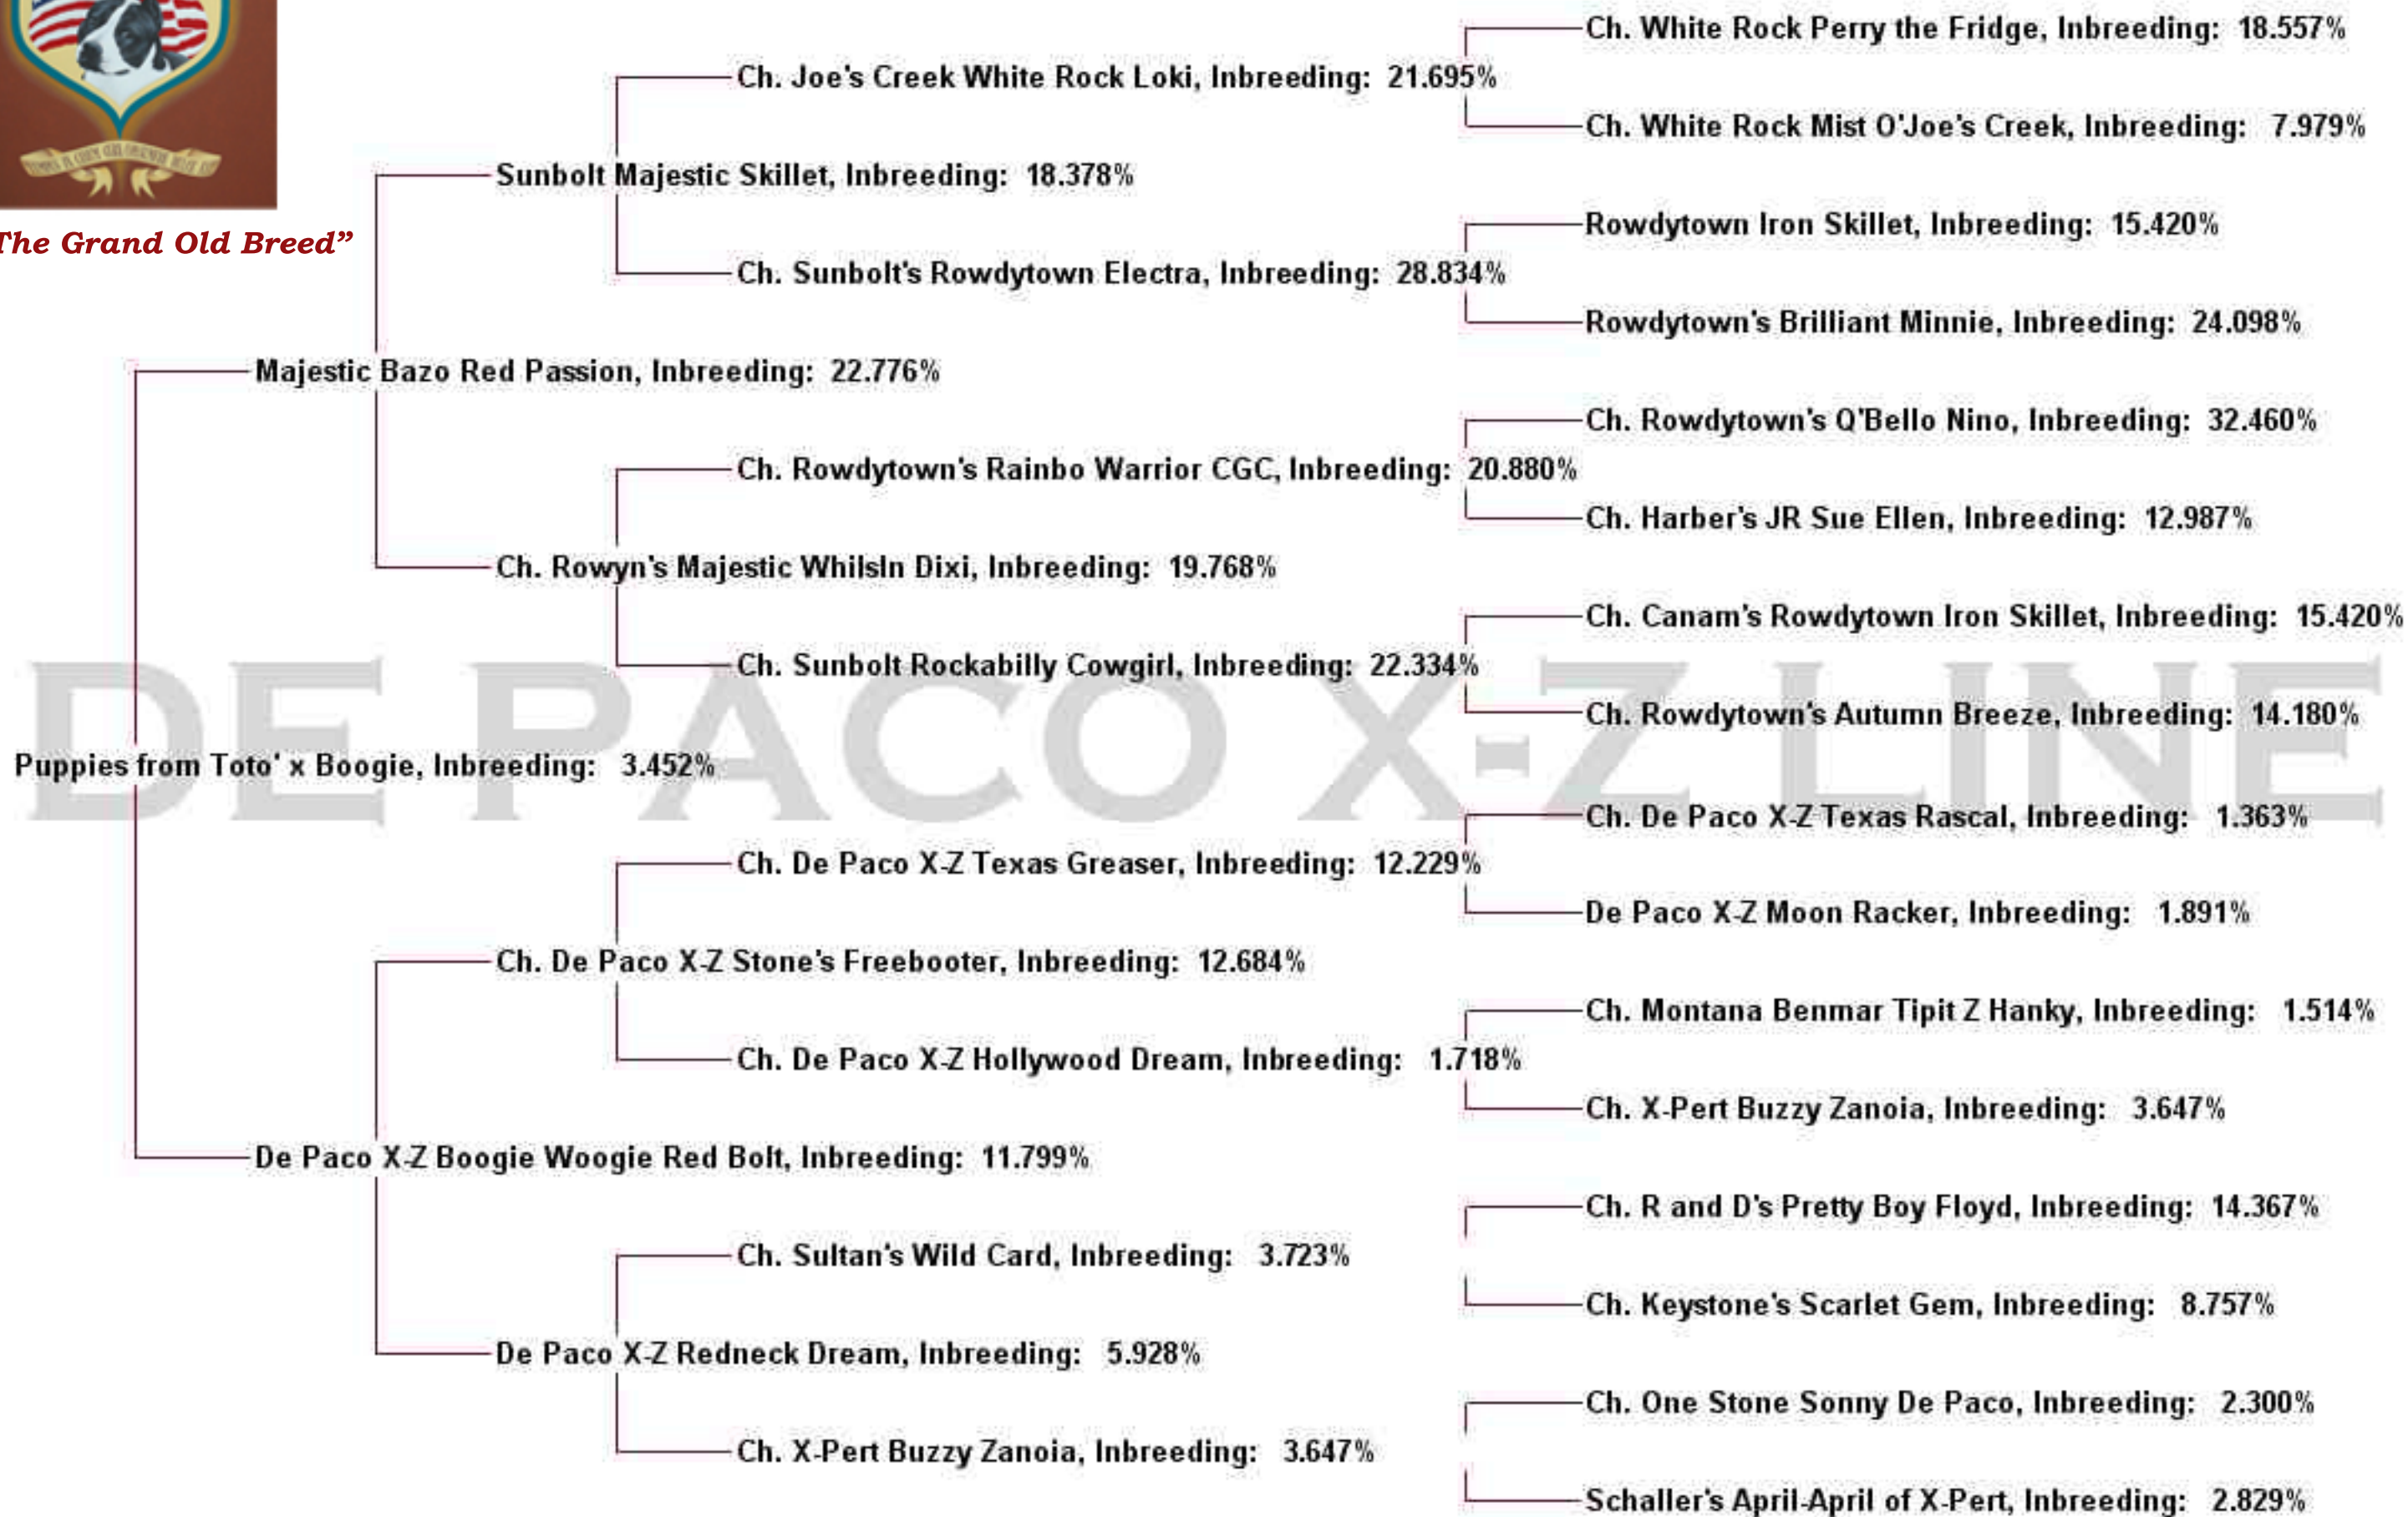 The Grand Old Breed”
Ch. White Rock Perry the Fridge, Inbreeding: 18.557%
Ch. Joe's Creek White Rock Loki, Inbreeding: 21.695%
Ch. White Rock Mist O'Joe's Creek, Inbreeding: 7.979%
Sunbolt Majestic Skillet, Inbreeding: 18.378%
Rowdytown Iron Skillet, Inbreeding: 15.420%
Ch. Sunbolt's Rowdytown Electra, Inbreeding: 28.834%
Rowdytown's Brilliant Minnie, Inbreeding: 24.098%
Majestic Bazo Red Passion, Inbreeding: 22.776%
Ch. Rowdytown's Q'Bello Nino, Inbreeding: 32.460%
Ch. Rowdytown's Rainbo Warrior CGC, Inbreeding: 20.880%
Ch. Harber's JR Sue Ellen, Inbreeding: 12.987%
Ch. Rowyn's Majestic Whilsln Dixi, Inbreeding: 19.768%
Ch. Canam's Rowdytown Iron Skillet, Inbreeding: 15.420%
Ch. Sunbolt Rockabilly Cowgirl, Inbreeding: 22.334%
Ch. Rowdytown's Autumn Breeze, Inbreeding: 14.180%
DE PACO X-Z LINE
Puppies from Toto' x Boogie, Inbreeding: 3.452%
Ch. De Paco X-Z Texas Rascal, Inbreeding: 1.363%
Ch. De Paco X-Z Texas Greaser, Inbreeding: 12.229%
De Paco X-Z Moon Racker, Inbreeding: 1.891%
Ch. De Paco X-Z Stone's Freebooter, Inbreeding: 12.684%
Ch. Montana Benmar Tipit Z Hanky, Inbreeding: 1.514%
Ch. De Paco X-Z Hollywood Dream, Inbreeding: 1.718%
Ch. X-Pert Buzzy Zanoia, Inbreeding: 3.647%
De Paco X-Z Boogie Woogie Red Bolt, Inbreeding: 11.799%
Ch. R and D's Pretty Boy Floyd, Inbreeding: 14.367%
Ch. Sultan's Wild Card, Inbreeding: 3.723%
Ch. Keystone's Scarlet Gem, Inbreeding: 8.757%
De Paco X-Z Redneck Dream, Inbreeding: 5.928%
Ch. One Stone Sonny De Paco, Inbreeding: 2.300%
Ch. X-Pert Buzzy Zanoia, Inbreeding: 3.647%
Schaller's April-April of X-Pert, Inbreeding: 2.829%